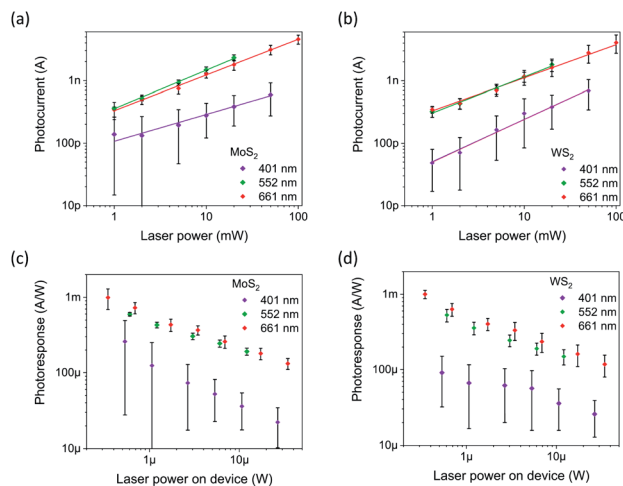 (a)
Photocurrent (A)
1n
100p
10p
MoS₂
401 nm
552 nm
661 nm
1 10 100
Laser power (mW)
(b)
Photocurrent (A)
1n
100p
10p
WS₂
401 nm
552 nm
661 nm
1 10 100
Laser power (mW)
(c)
Photoresponse (A/W)
1m
100µ
10µ
MoS₂
401 nm
552 nm
661 nm
1µ 10µ
Laser power on device (W)
(d)
Photoresponse (A/W)
1m
100µ
10µ
WS₂
401 nm
552 nm
661 nm
1µ 10µ
Laser power on device (W)